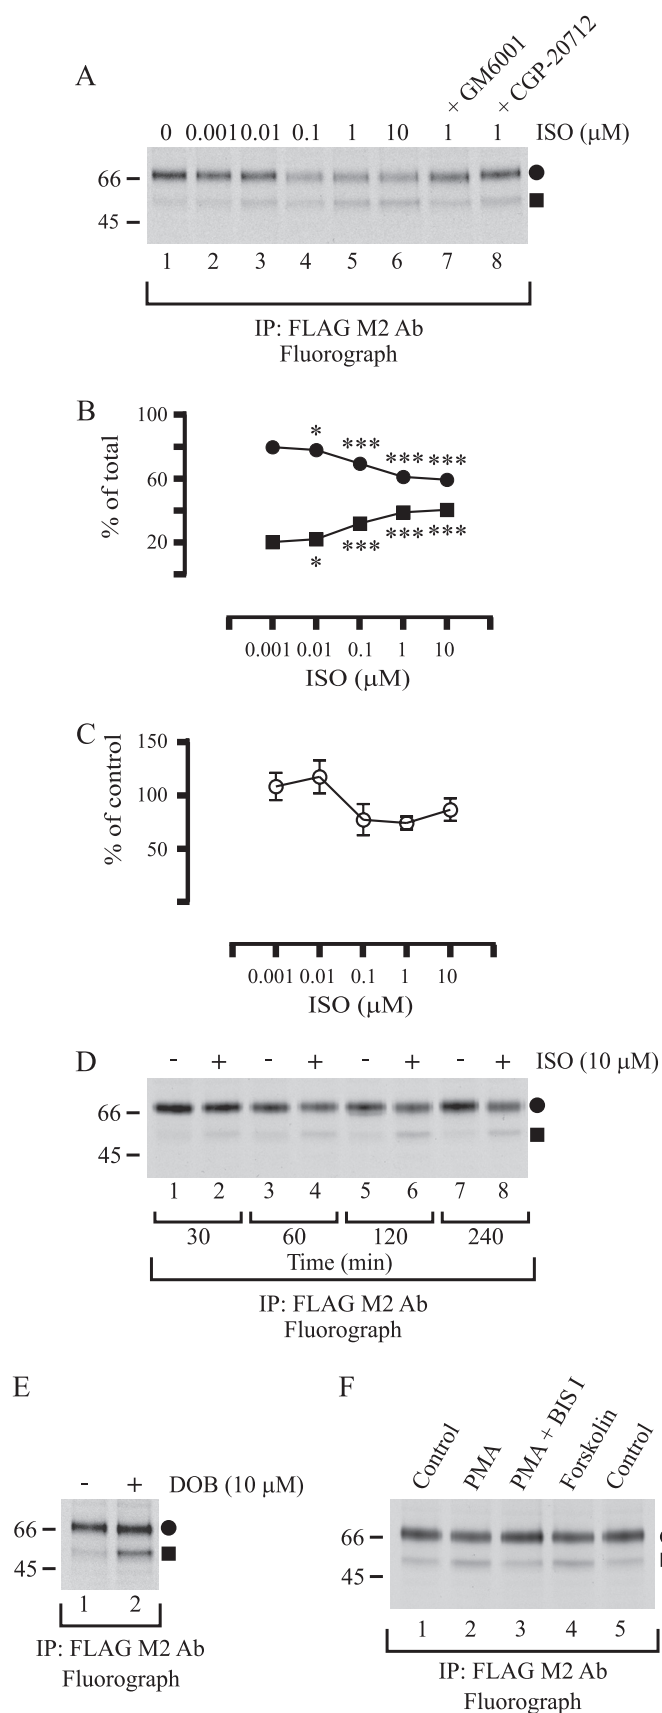 A
+ GM6001
+ CGP-20712
0 0.001 0.01 0.1 1 10 1 1 ISO (μM)
66
45
1 2 3 4 5 6 7 8
IP: FLAG M2 Ab
Fluorograph
B
% of total
100
60
20
* *** *** ***
* *** *** ***
0.001 0.01 0.1 1 10
ISO (μM)
C
% of control
150
100
50
0.001 0.01 0.1 1 10
ISO (μM)
D
- + - + - + - + ISO (10 μM)
66
45
1 2 3 4 5 6 7 8
30 60 120 240
Time (min)
IP: FLAG M2 Ab
Fluorograph
E
- + DOB (10 μM)
66
45
1 2
IP: FLAG M2 Ab
Fluorograph
F
Control
PMA
PMA + BIS I
Forskolin
Control
66
45
1 2 3 4 5
IP: FLAG M2 Ab
Fluorograph